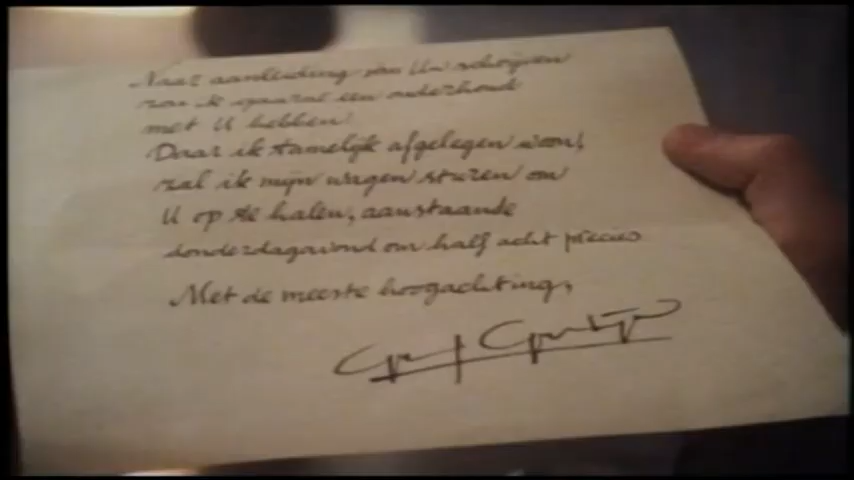 Naar aanleiding van Uw schrijven
zou ik gaarne een onderhoud
met U hebben.
Daar ik tamelijk afgelegen woon,
zal ik mijn wagen sturen om
U op te halen, aanstaande
donderdagavond om half acht precies
Met de meeste hoogachting,